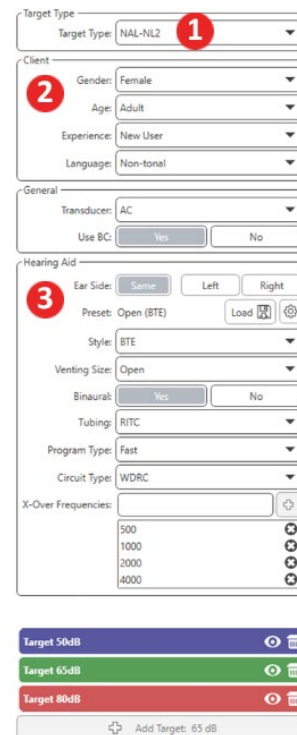 Target Type
Target Type: NAL-NL2 1
Client
2
Gender: Female
Age: Adult
Experience: New User
Language: Non-tonal
General
Transducer: AC
Use BC: Yes No
Hearing Aid
3
Ear Side: Same Left Right
Preset: Open (BTE) Load
Style: BTE
Venting Size: Open
Binaural: Yes No
Tubing: RITC
Program Type: Fast
Circuit Type: WDRC
X-Over Frequencies:
500
1000
2000
4000
Target 50dB
Target 65dB
Target 80dB
Add Target: 65 dB